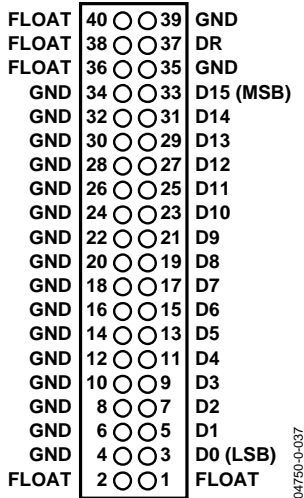 FLOAT 40 39 GND
FLOAT 38 37 DR
FLOAT 36 35 GND
GND 34 33 D15 (MSB)
GND 32 31 D14
GND 30 29 D13
GND 28 27 D12
GND 26 25 D11
GND 24 23 D10
GND 22 21 D9
GND 20 19 D8
GND 18 17 D7
GND 16 15 D6
GND 14 13 D5
GND 12 11 D4
GND 10 9 D3
GND 8 7 D2
GND 6 5 D1
GND 4 3 D0 (LSB)
FLOAT 2 1 FLOAT
04750-0-037